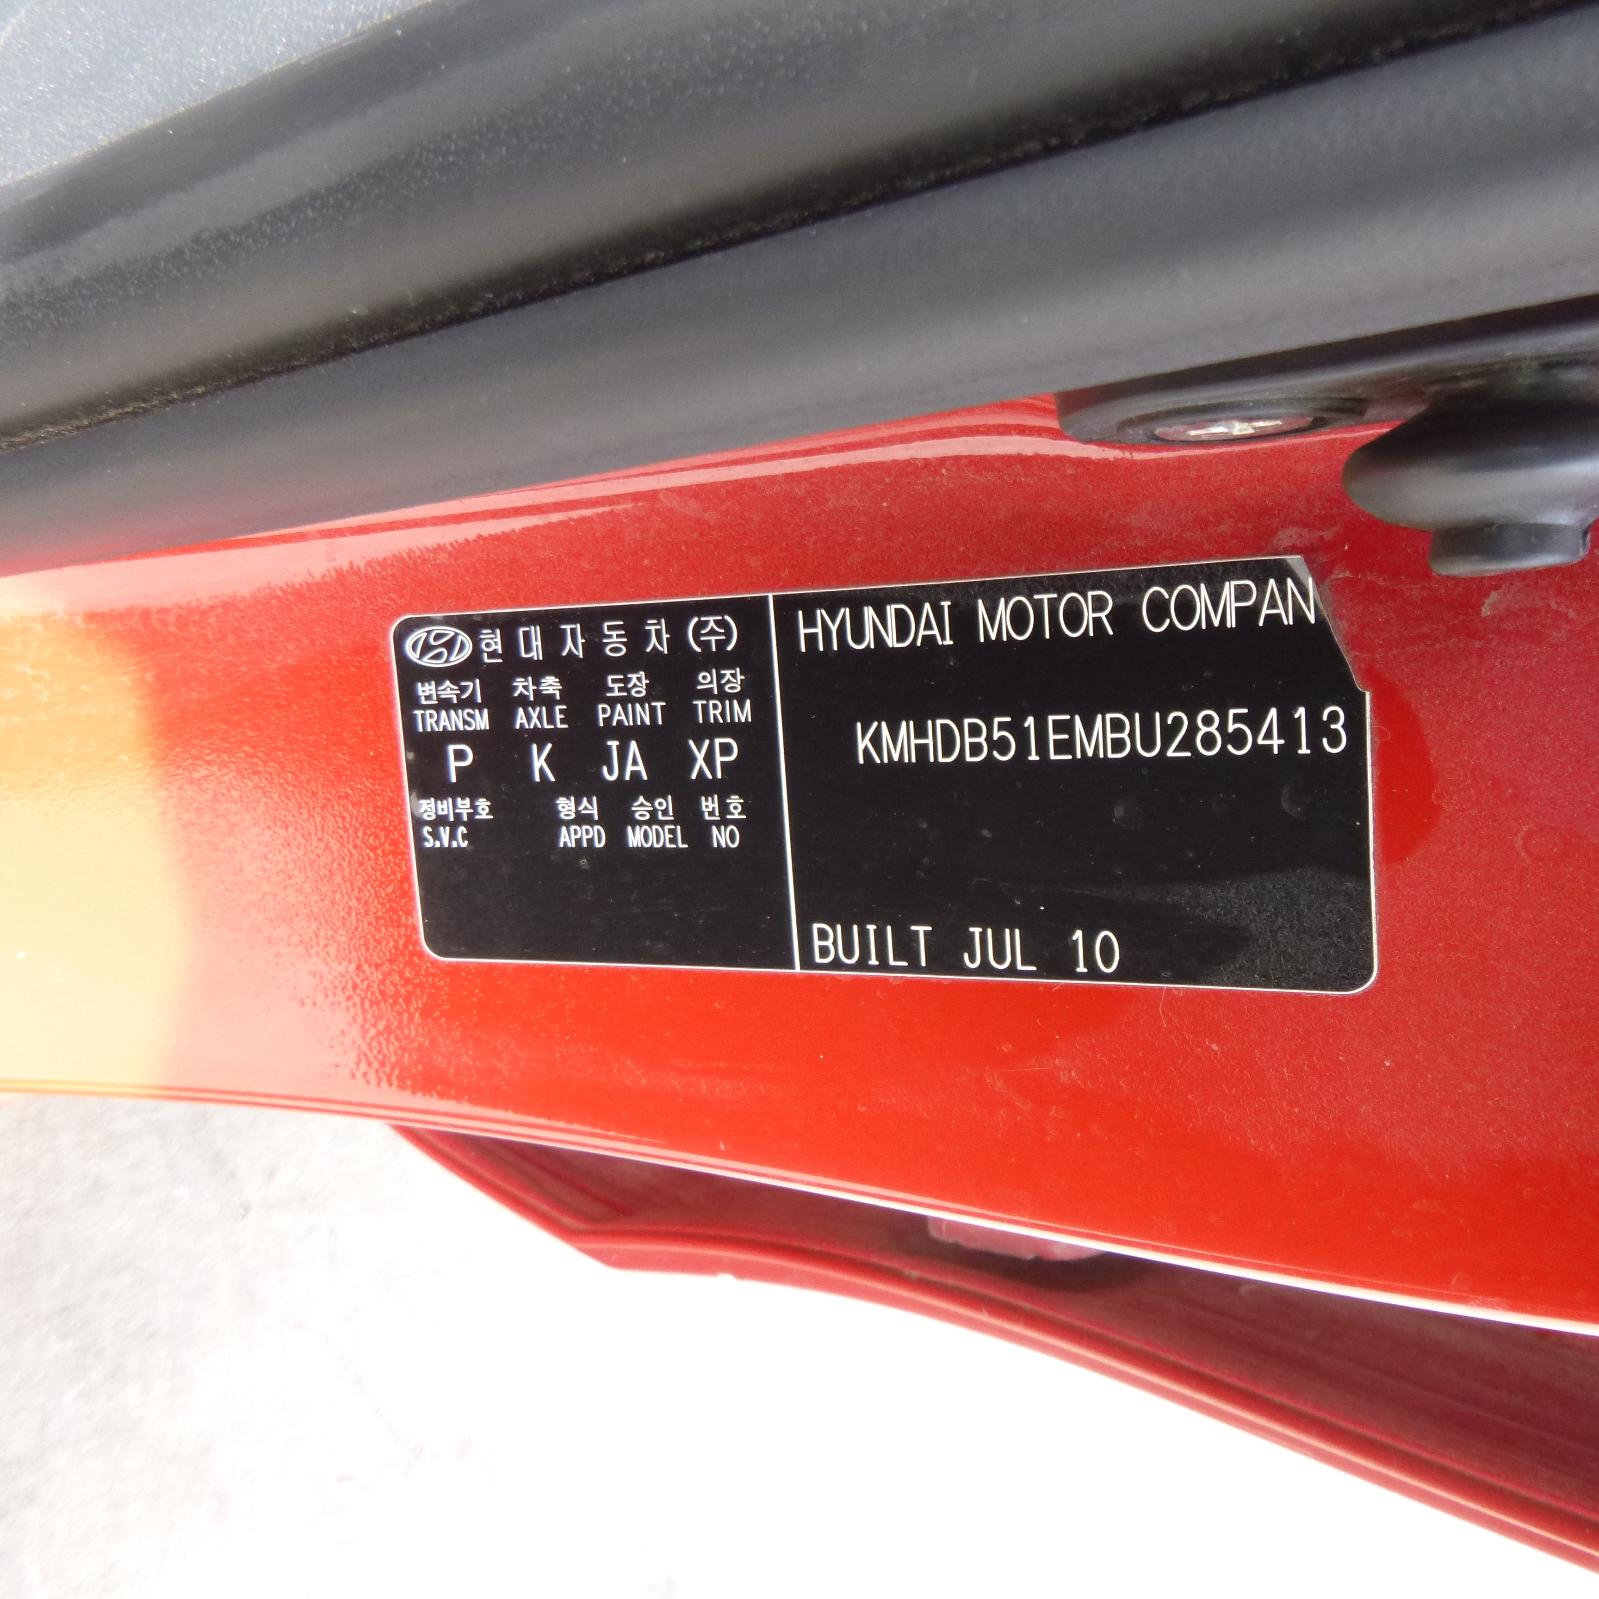 현대자동차(주)
변속기 차축 도장 의장
TRANSM AXLE PAINT TRIM
P K JA XP
정비부호 형식 승인 번호
S.V.C APPD MODEL NO
HYUNDAI MOTOR COMPAN
KMHDB51EMBU285413
BUILT JUL 10